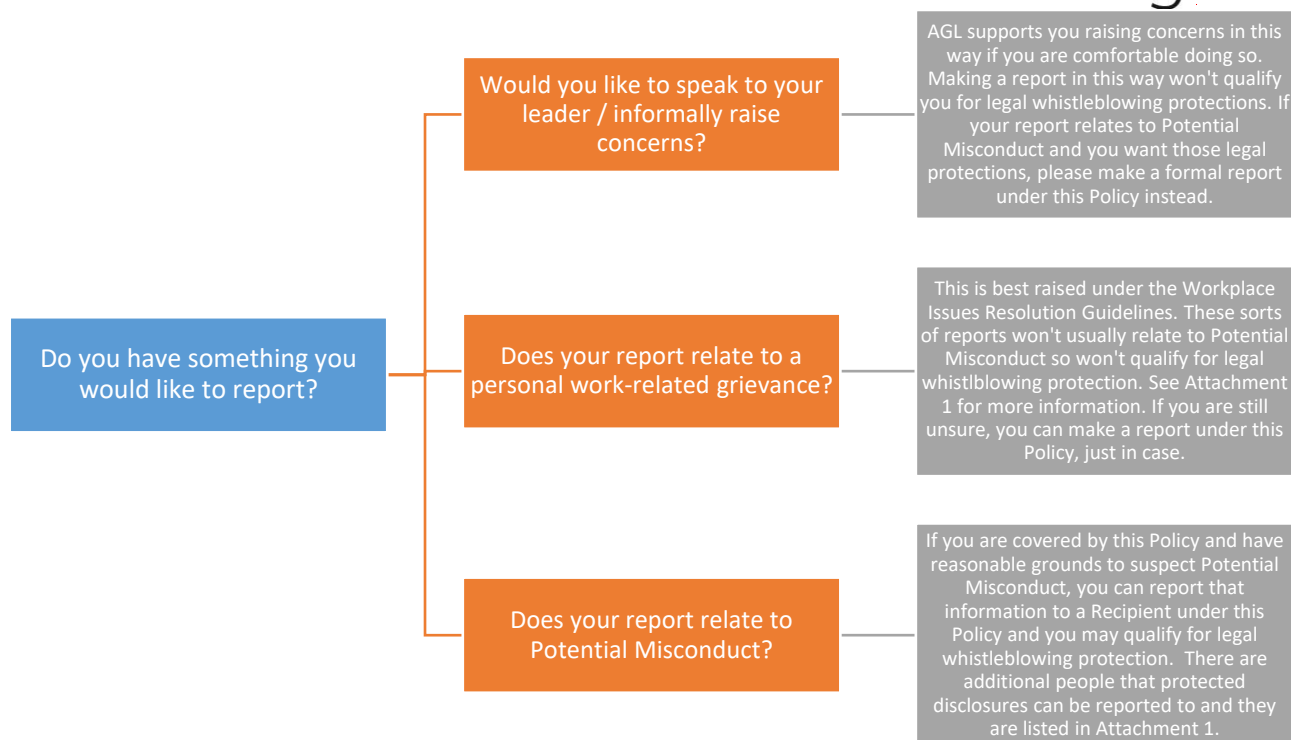 Would you like to speak to your
leader / informally raise
concerns?
AGL supports you raising concerns in this
way if you are comfortable doing so.
Making a report in this way won't qualify
you for legal whistleblowing protections. If
your report relates to Potential
Misconduct and you want those legal
protections, please make a formal report
under this Policy instead.
Do you have something you
would like to report?
Does your report relate to a
personal work-related grievance?
This is best raised under the Workplace
Issues Resolution Guidelines. These sorts
of reports won't usually relate to Potential
Misconduct so won't qualify for legal
whistlblowing protection. See Attachment
1 for more information. If you are still
unsure, you can make a report under this
Policy, just in case.
Does your report relate to
Potential Misconduct?
If you are covered by this Policy and have
reasonable grounds to suspect Potential
Misconduct, you can report that
information to a Recipient under this
Policy and you may qualify for legal
whistleblowing protection.  There are
additional people that protected
disclosures can be reported to and they
are listed in Attachment 1.